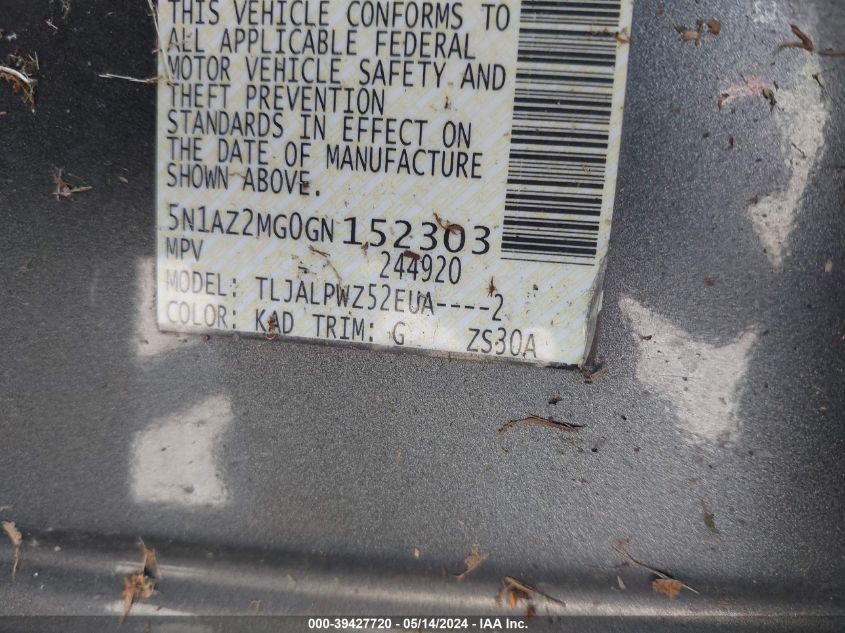 THIS VEHICLE CONFORMS TO
ALL APPLICABLE FEDERAL
MOTOR VEHICLE SAFETY AND
THEFT PREVENTION
STANDARDS IN EFFECT ON
THE DATE OF MANUFACTURE
SHOWN ABOVE.
5N1AZ2MG0GN152303
MPV 244920
MODEL: TLJALPWZ52EUA----2
COLOR: KAD TRIM: G ZS30A
000-39427720 - 05/14/2024 - IAA Inc.